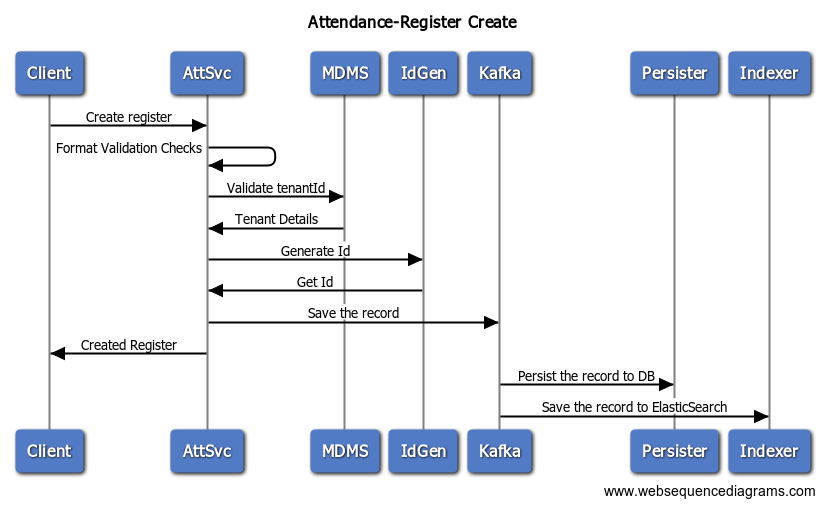 Attendance-Register Create
Client AttSvc MDMS IdGen Kafka Persister Indexer
Create register
Format Validation Checks
Validate tenantId
Tenant Details
Generate Id
Get Id
Save the record
Created Register
Persist the record to DB
Save the record to ElasticSearch
Client AttSvc MDMS IdGen Kafka Persister Indexer
www.websequencediagrams.com